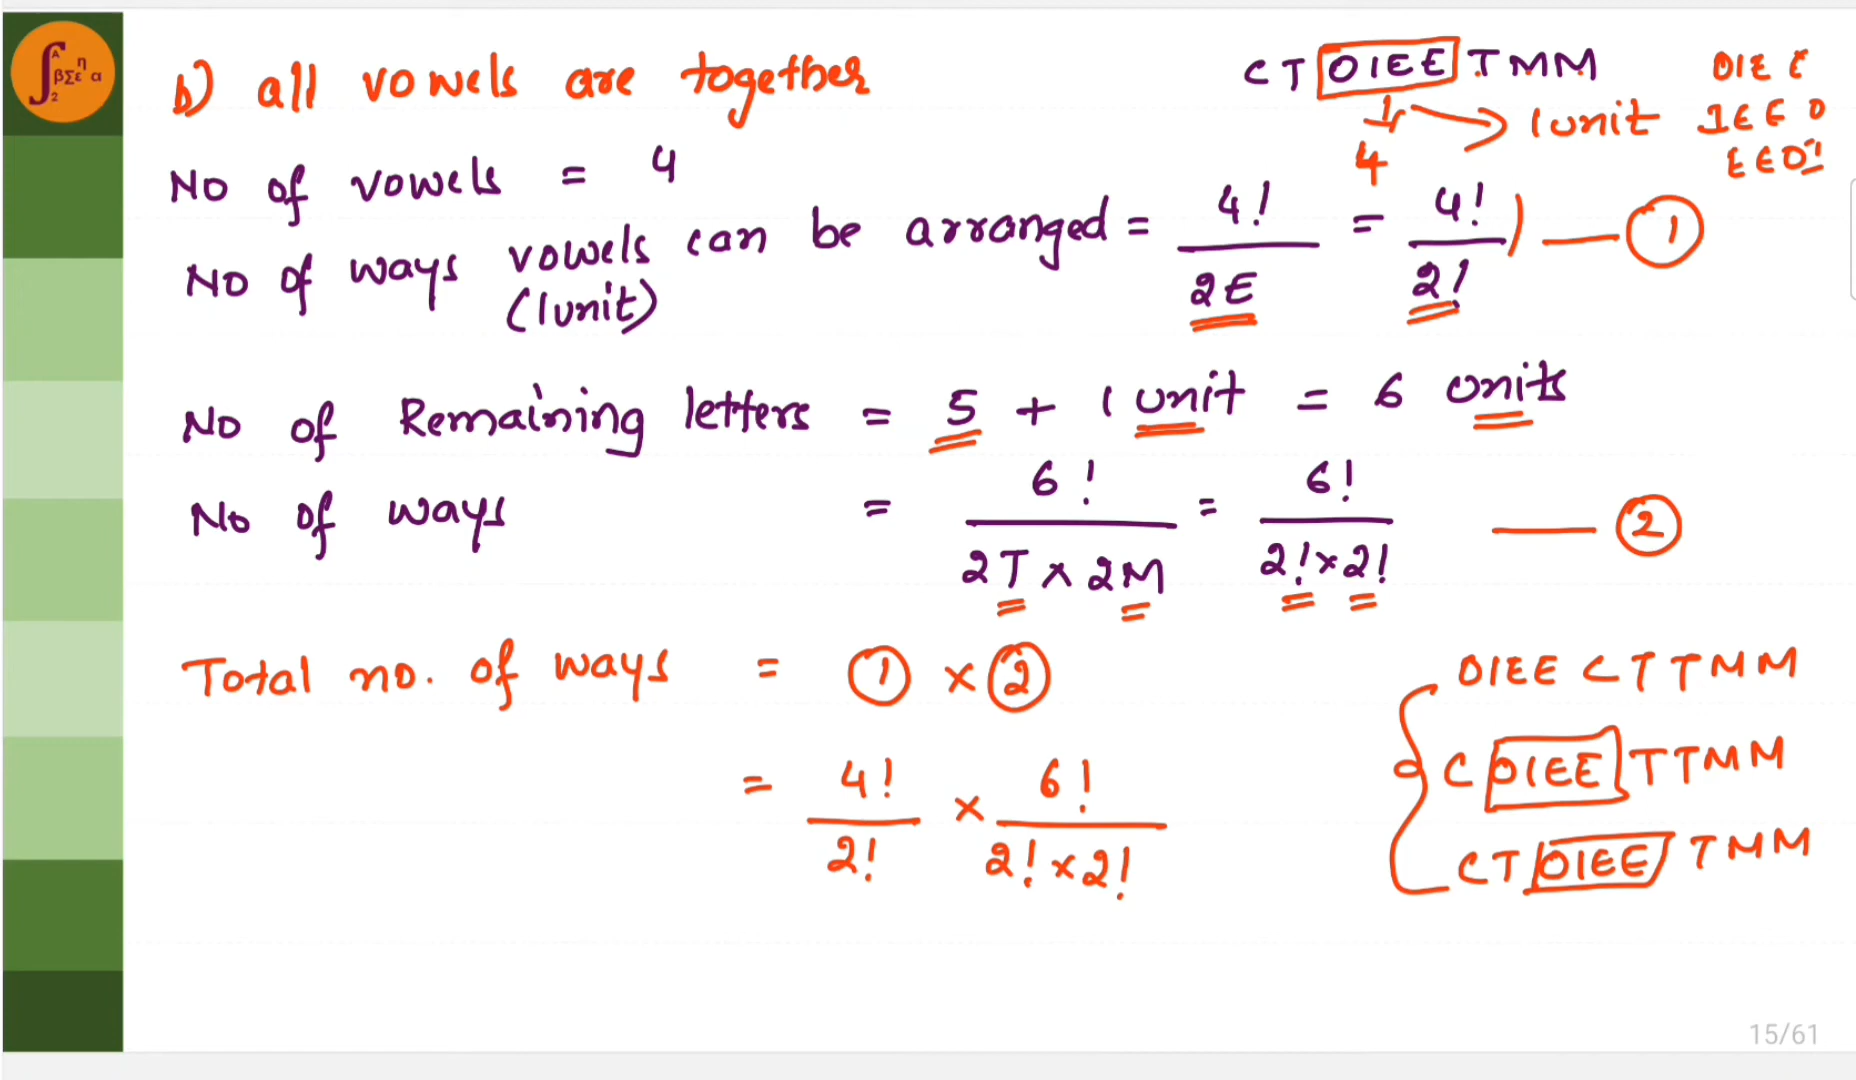 b) all vowels are together
CT OIEE TMM
OIE E
IEE O
EEOI
1 unit
4
No of vowels = 4
No of ways vowels can be arranged = 4! / 2E = 4! / 2! — 1
(1unit)
No of Remaining letters = 5 + 1 unit = 6 units
No of ways = 6! / 2T × 2M = 6! / 2! × 2! — 2
Total no. of ways = 1 × 2
= 4! / 2! × 6! / 2! × 2!
OIEE CTTMM
C OIEE TTMM
CT OIEE TMM
15/61